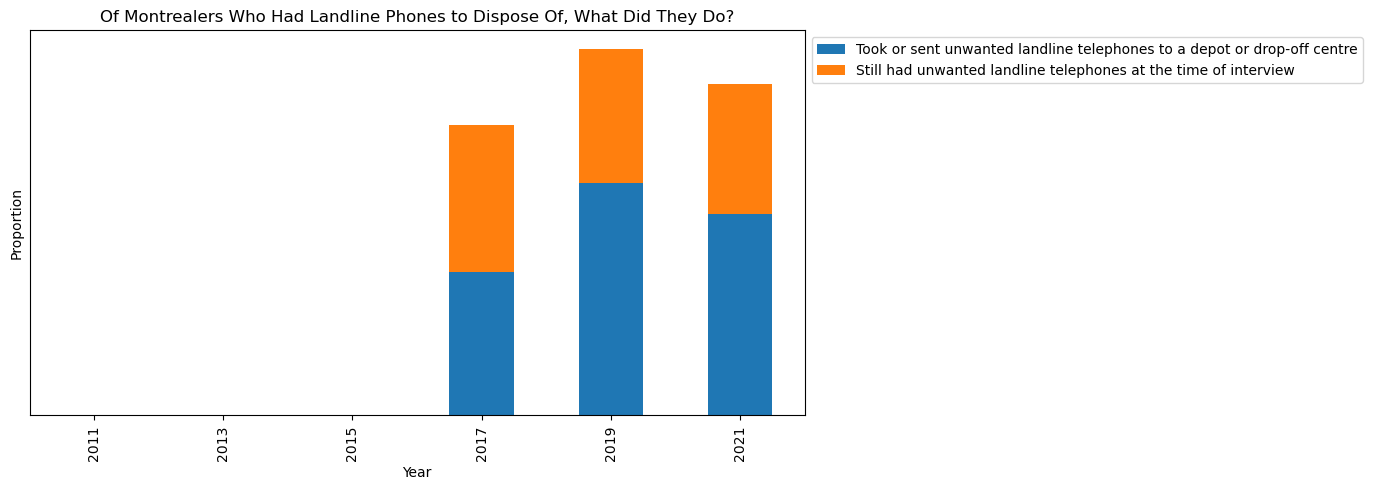 Of Montrealers Who Had Landline Phones to Dispose Of, What Did They Do?
Took or sent unwanted landline telephones to a depot or drop-off centre
Still had unwanted landline telephones at the time of interview
Proportion
2011
2013
2015
2017
2019
2021
Year